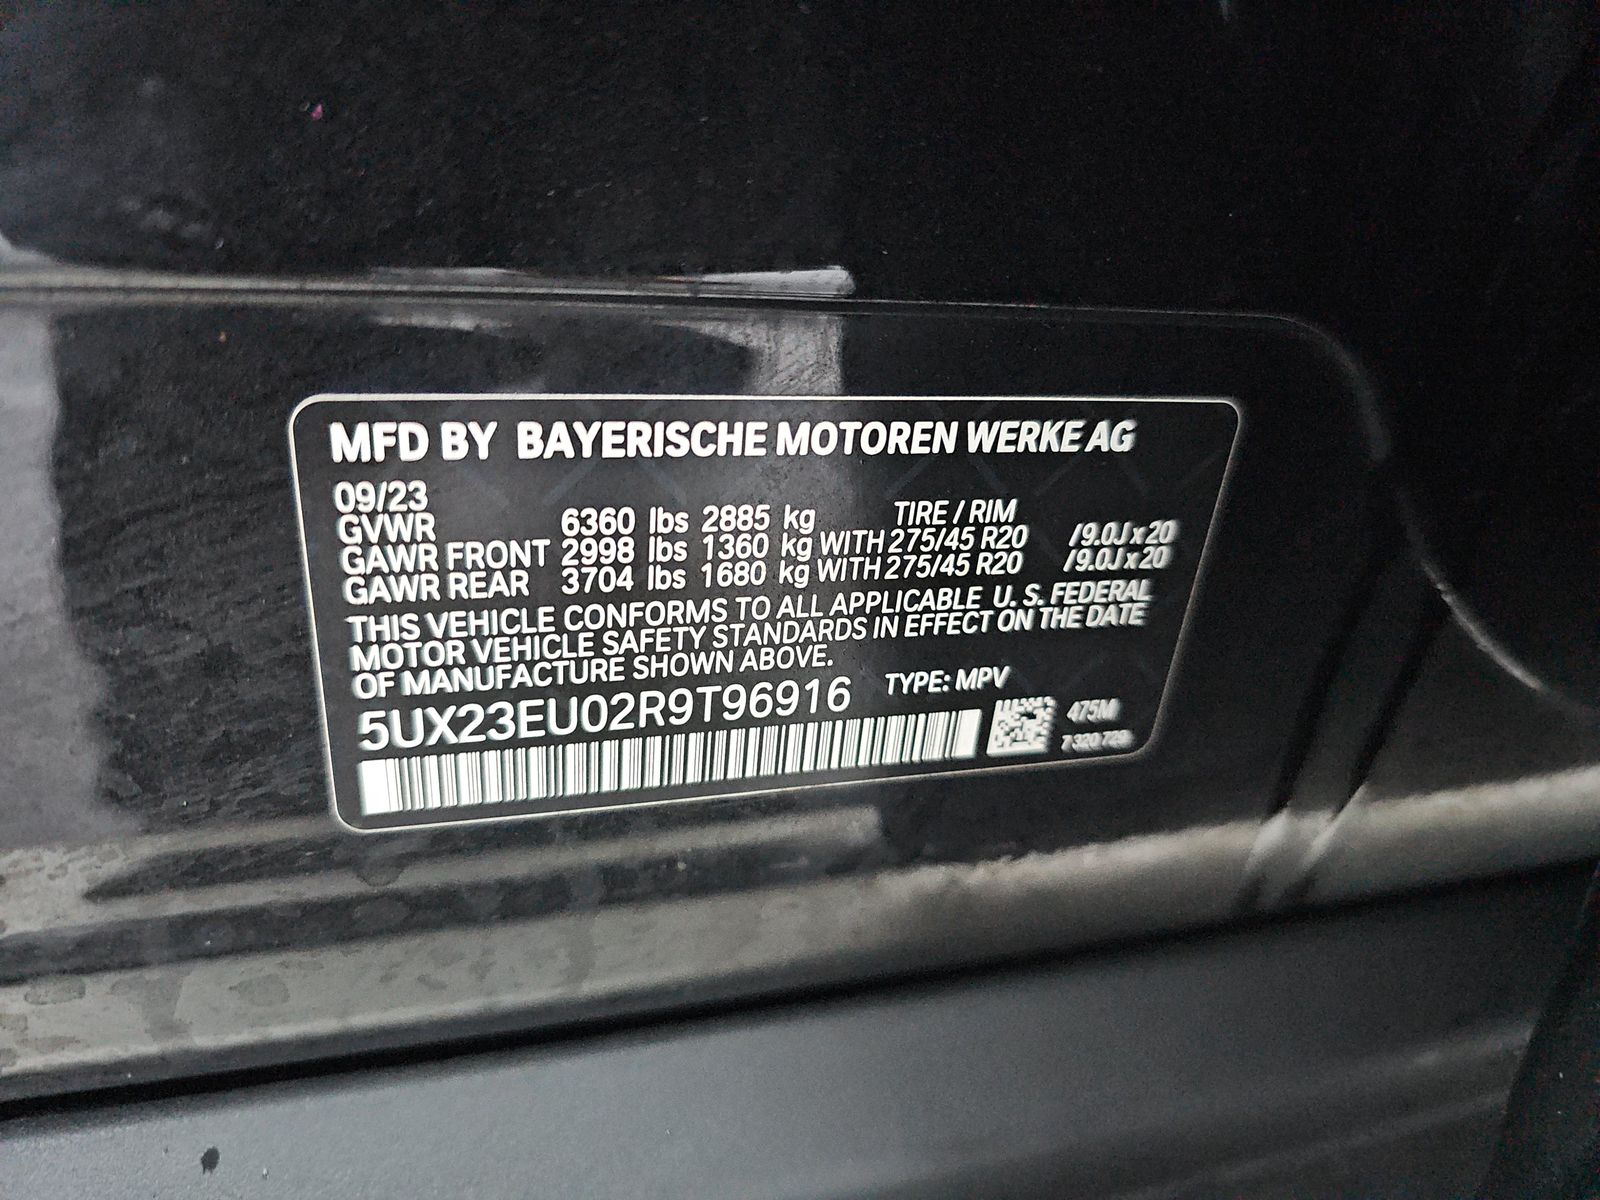 MFD BY BAYERISCHE MOTOREN WERKE AG
09/23 TIRE / RIM
GVWR 6360 lbs 2885 kg
GAWR FRONT 2998 lbs 1360 kg WITH 275/45 R20 /9.0J x 20
GAWR REAR 3704 lbs 1680 kg WITH 275/45 R20 /9.0J x 20
THIS VEHICLE CONFORMS TO ALL APPLICABLE U.S. FEDERAL
MOTOR VEHICLE SAFETY STANDARDS IN EFFECT ON THE DATE
OF MANUFACTURE SHOWN ABOVE.
5UX23EU02R9T96916 TYPE: MPV
475M